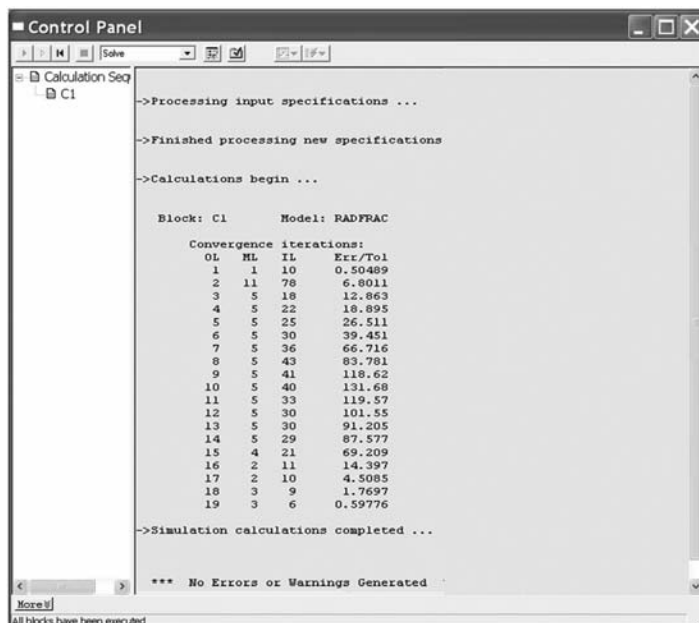 Control Panel
Solve
Calculation Seq
C1
->Processing input specifications ...
->Finished processing new specifications
->Calculations begin ...
Block: C1 Model: RADFRAC
Convergence iterations:
OL ML IL Err/Tol
1 1 10 0.50489
2 11 78 6.8011
3 5 18 12.863
4 5 22 18.895
5 5 25 26.511
6 5 30 39.451
7 5 36 66.716
8 5 43 83.781
9 5 41 118.62
10 5 40 131.68
11 5 33 119.57
12 5 30 101.55
13 5 30 91.205
14 5 29 87.577
15 4 21 69.209
16 2 11 14.397
17 2 10 4.5085
18 3 9 1.7697
19 3 6 0.59776
->Simulation calculations completed ...
*** No Errors or Warnings Generated
More
All blocks have been executed